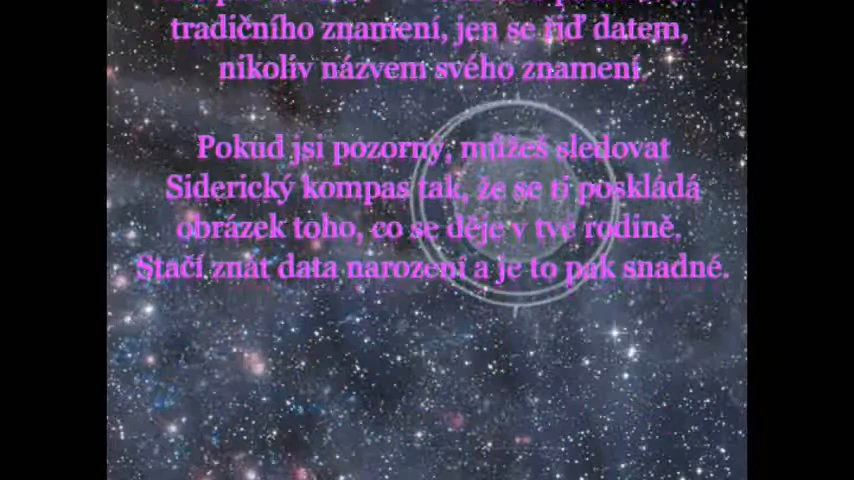 tradičního znamení, jen se řiď datem,
nikoliv názvem svého znamení.
Pokud jsi pozorný, můžeš sledovat
Siderický kompas tak, že se ti poskládá
obrázek toho, co se děje v tvé rodině.
Stačí znát data narození a je to pak snadné.